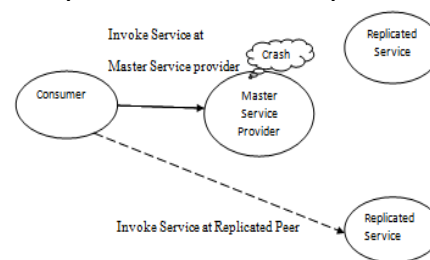 Invoke Service at
Master Service provider
Crash
Replicated
Service
Consumer
Master
Service
Provider
Invoke Service at Replicated Peer
Replicated
Service